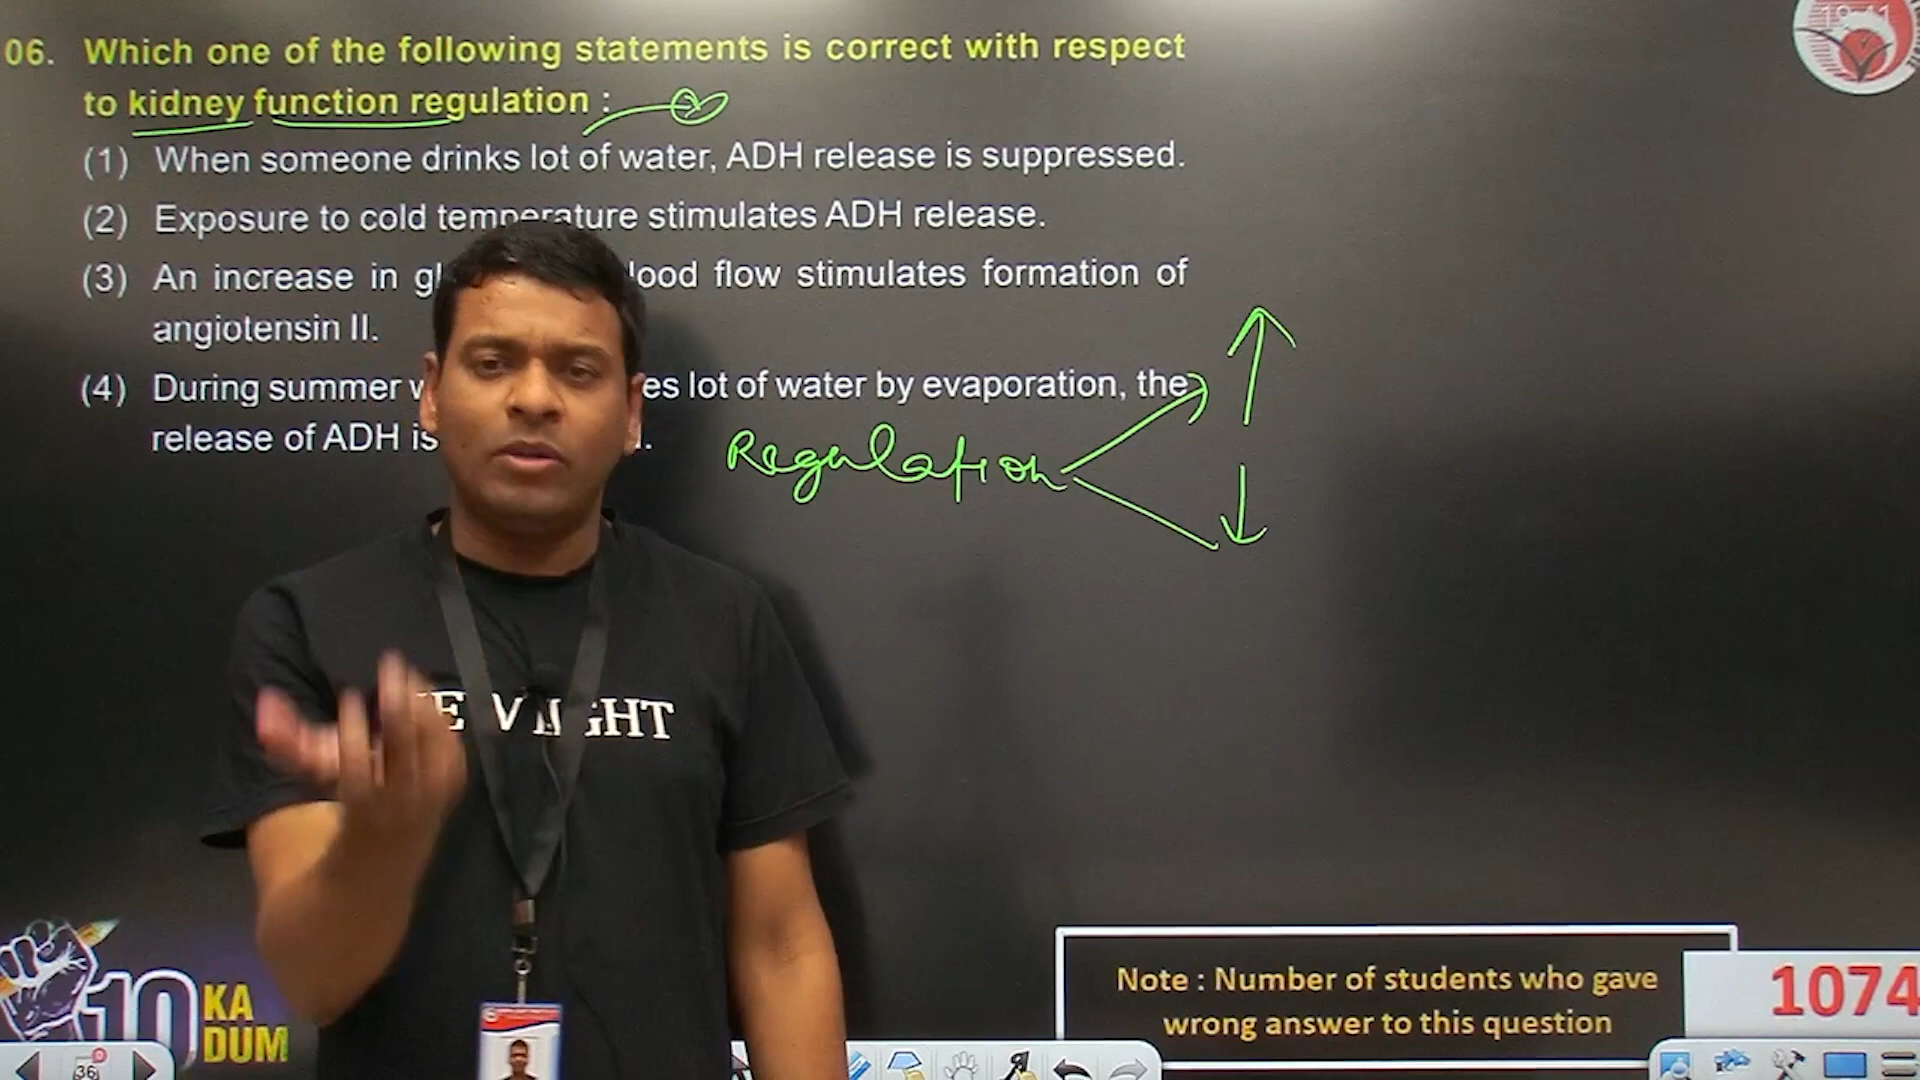 06. Which one of the following statements is correct with respect
to kidney function regulation :
(1) When someone drinks lot of water, ADH release is suppressed.
(2) Exposure to cold temperature stimulates ADH release.
(3) An increase in gl lood flow stimulates formation of
angiotensin II.
(4) During summer w es lot of water by evaporation, the
release of ADH is .
Regulation
E V GHT
10 KA
DUM
Note : Number of students who gave
wrong answer to this question
1074
36